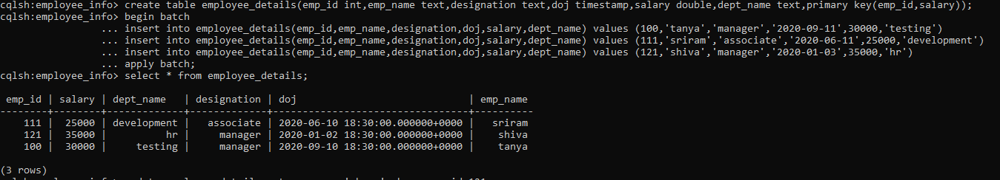 cqlsh:employee_info> create table employee_details(emp_id int,emp_name text,designation text,doj timestamp,salary double,dept_name text,primary key(emp_id,salary));
cqlsh:employee_info> begin batch
... insert into employee_details(emp_id,emp_name,designation,doj,salary,dept_name) values (100,'tanya','manager','2020-09-11',30000,'testing')
... insert into employee_details(emp_id,emp_name,designation,doj,salary,dept_name) values (111,'sriram','associate','2020-06-11',25000,'development')
... insert into employee_details(emp_id,emp_name,designation,doj,salary,dept_name) values (121,'shiva','manager','2020-01-03',35000,'hr')
... apply batch;
cqlsh:employee_info> select * from employee_details;
emp_id | salary | dept_name | designation | doj | emp_name
--------+--------+-------------+-------------+---------------------------------+----------
111 | 25000 | development | associate | 2020-06-10 18:30:00.000000+0000 | sriram
121 | 35000 | hr | manager | 2020-01-02 18:30:00.000000+0000 | shiva
100 | 30000 | testing | manager | 2020-09-10 18:30:00.000000+0000 | tanya
(3 rows)